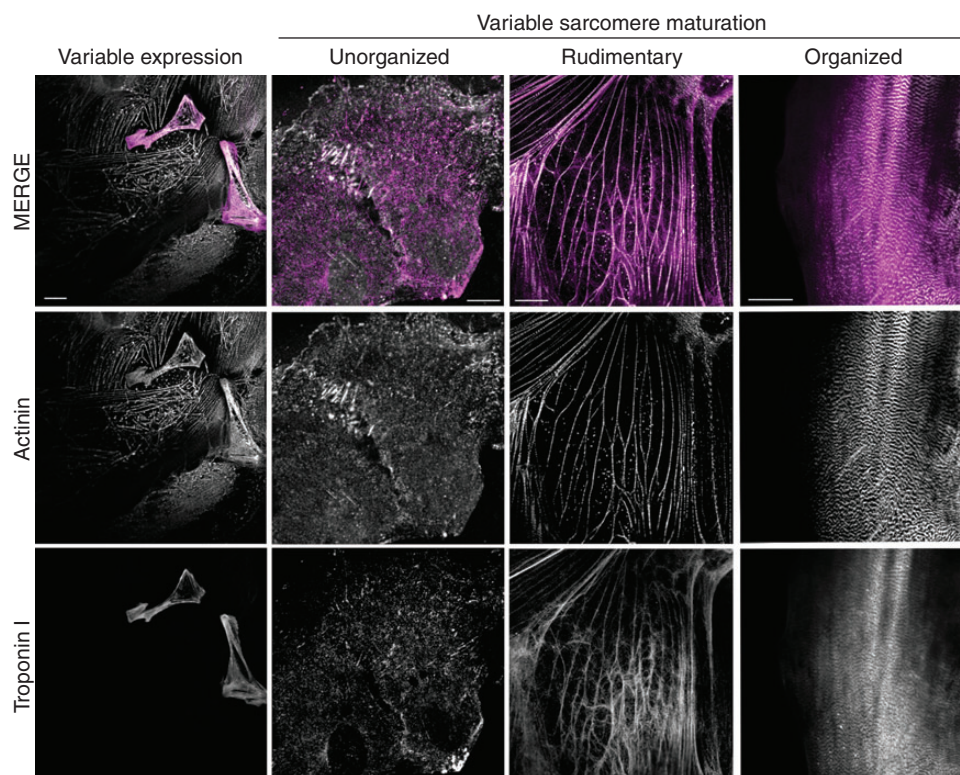 Variable sarcomere maturation
Variable expression
Unorganized
Rudimentary
Organized
MERGE
Actinin
Troponin I